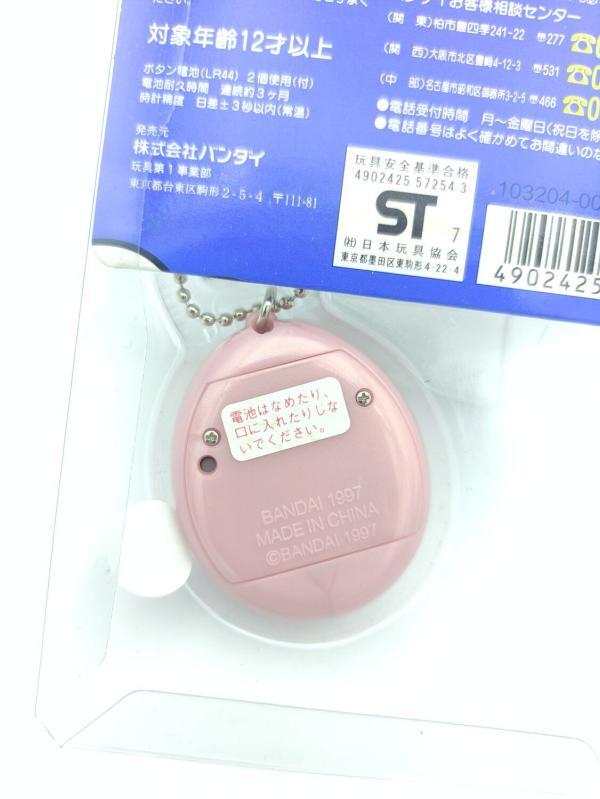 ださい。
対象年齢12才以上
ボタン電池(LR44)2個使用(付)
電池耐久時間 連続約3ヶ月
時計精度 日差±3秒以内(常温)
発売元
株式会社バンダイ
玩具第1事業部
東京都台東区駒形2-5-4 〒111-81
お客様相談センター
(関 東)柏市豊四季241-22 〒277
(関 西)大阪市北区豊崎4-12-3 〒531
(中 部)名古屋市昭和区御器所3-2-5 〒466
●電話受付時間 月〜金曜日(祝日を除
●電話番号はよく確かめてお間違いのな
玩具安全基準合格
4902425 57254 3
ST 7
(社)日本玩具協会
東京都墨田区東駒形4-22-4
103204-00
4902425
電池はなめたり、
口に入れたりしな
いでください。
BANDAI 1997
MADE IN CHINA
©BANDAI 1997